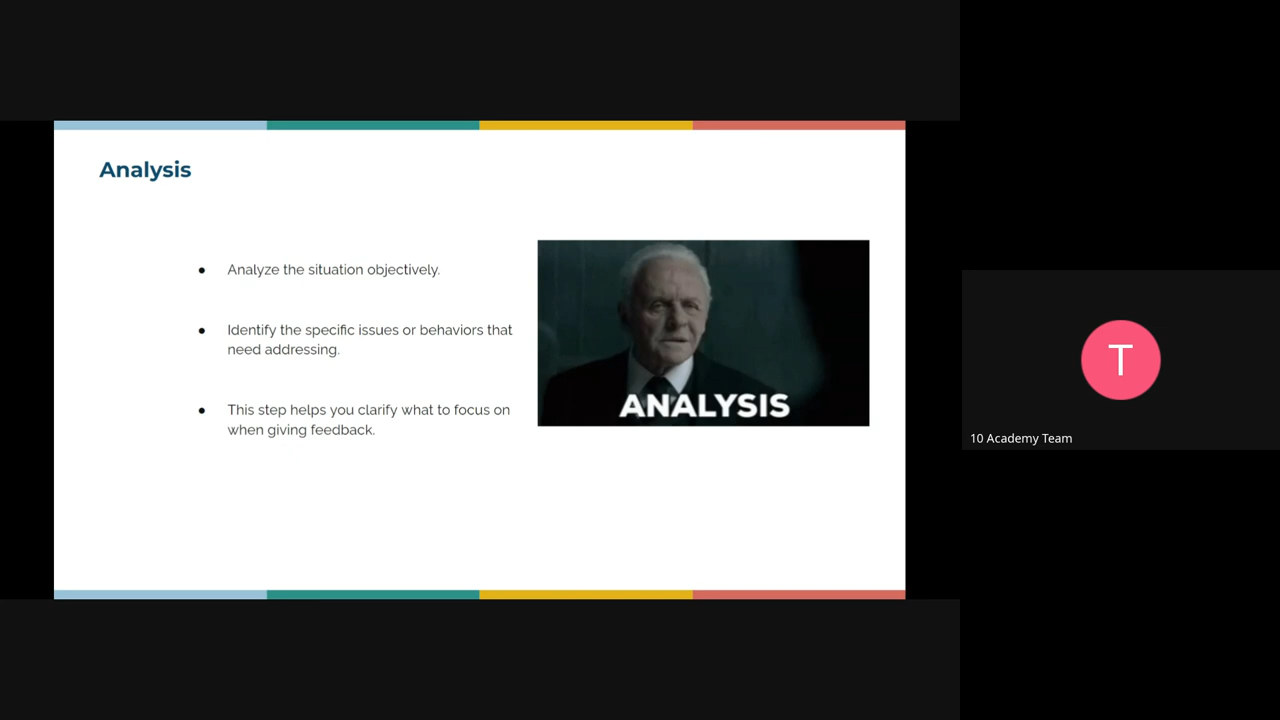 Analysis
● Analyze the situation objectively.
● Identify the specific issues or behaviors that
need addressing.
● This step helps you clarify what to focus on
when giving feedback.
ANALYSIS
T
10 Academy Team